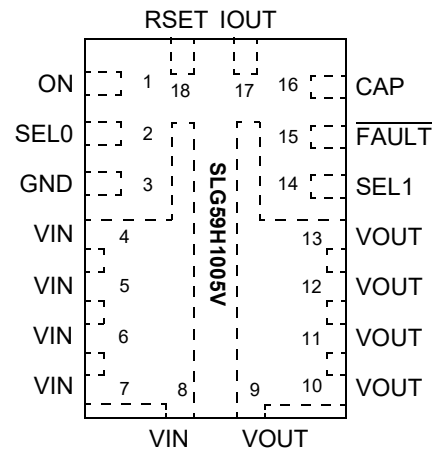 RSET IOUT
ON 1 18 17 16 CAP
SEL0 2 15 FAULT
GND 3 14 SEL1
SLG59H1005V
VIN 4 13 VOUT
VIN 5 12 VOUT
VIN 6 11 VOUT
VIN 7 8 9 10 VOUT
VIN VOUT